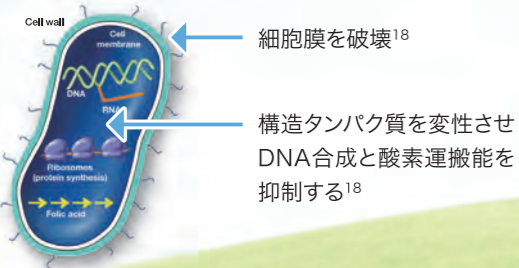 Cell wall
Cell
membrane
DNA
RNA
Ribosomos
(protein synthesis)
Folic acid
細胞膜を破壊18
構造タンパク質を変性させ
DNA合成と酸素運搬能を
抑制する18